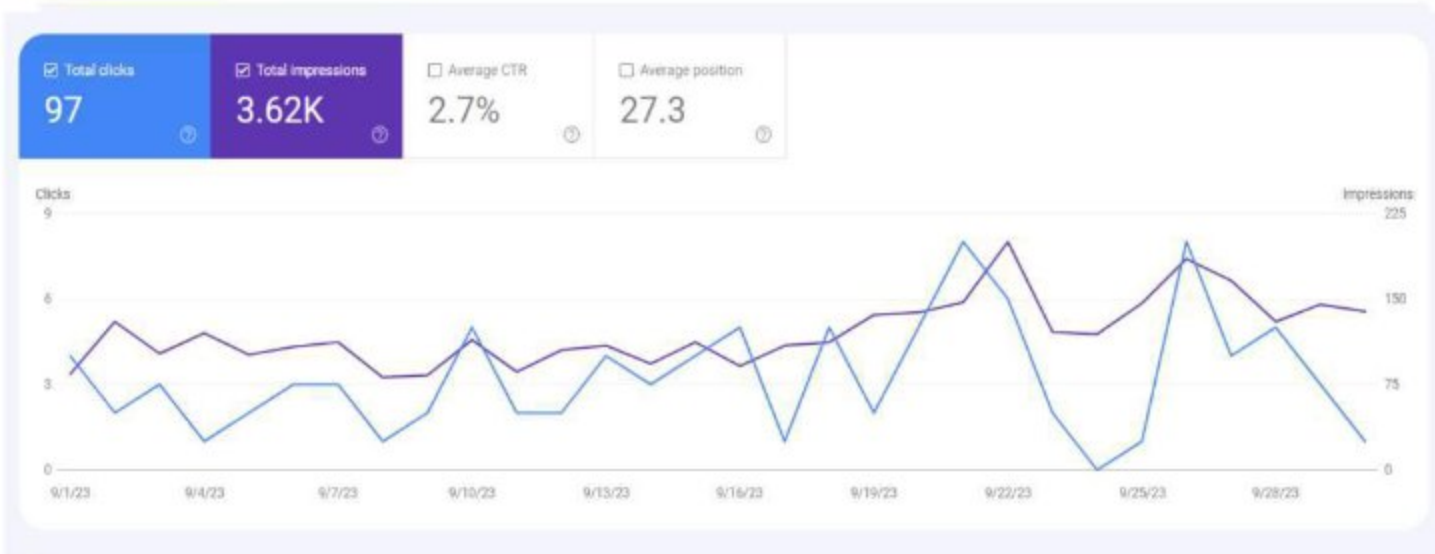 Total clicks
97
Total impressions
3.62K
Average CTR
2.7%
Average position
27.3
Clicks
Impressions
9
225
6
150
3
75
0
0
9/1/23 9/4/23 9/7/23 9/10/23 9/13/23 9/16/23 9/19/23 9/22/23 9/25/23 9/28/23